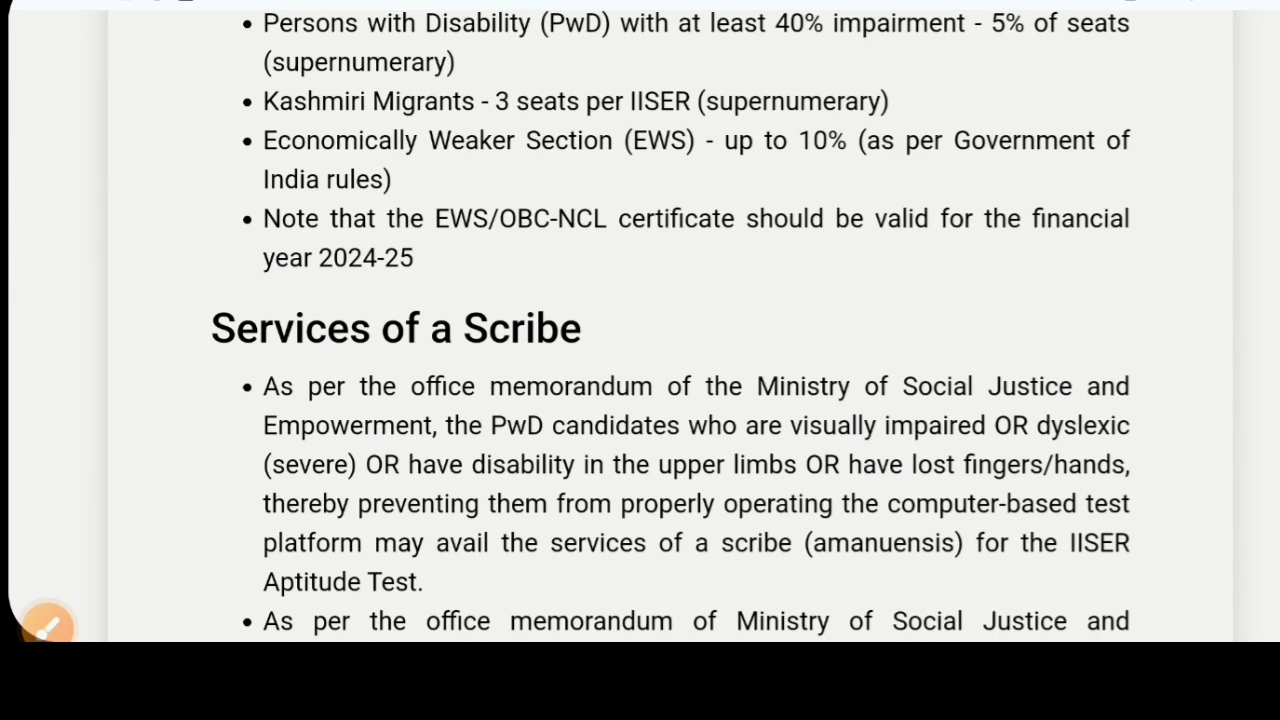 • Persons with Disability (PwD) with at least 40% impairment - 5% of seats
(supernumerary)
• Kashmiri Migrants - 3 seats per IISER (supernumerary)
• Economically Weaker Section (EWS) - up to 10% (as per Government of
India rules)
• Note that the EWS/OBC-NCL certificate should be valid for the financial
year 2024-25
Services of a Scribe
• As per the office memorandum of the Ministry of Social Justice and
Empowerment, the PwD candidates who are visually impaired OR dyslexic
(severe) OR have disability in the upper limbs OR have lost fingers/hands,
thereby preventing them from properly operating the computer-based test
platform may avail the services of a scribe (amanuensis) for the IISER
Aptitude Test.
• As per the office memorandum of Ministry of Social Justice and